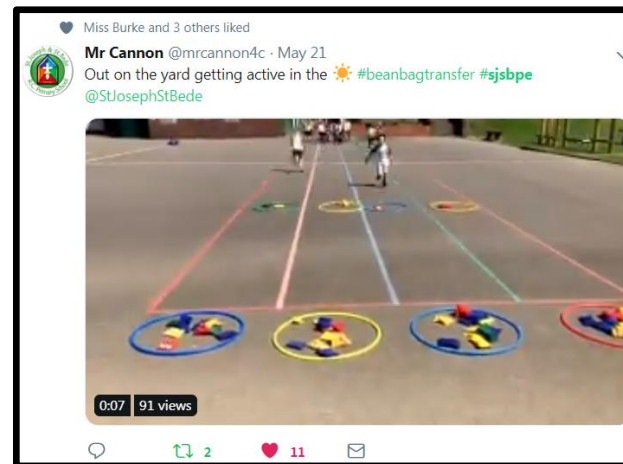 Miss Burke and 3 others liked
Mr Cannon @mrcannon4c · May 21
Out on the yard getting active in the ☀ #beanbagtransfer #sjsbpe
@StJosephStBede
0:07 91 views
2 11